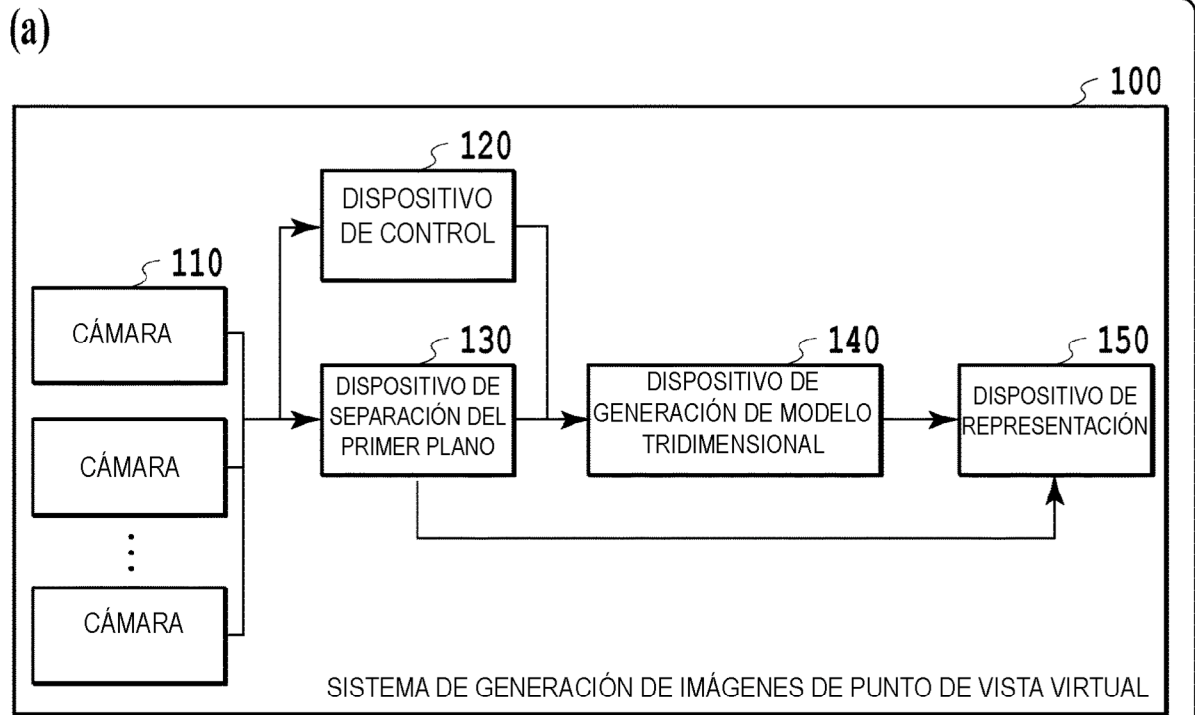 (a)
100
120
DISPOSITIVO
DE CONTROL
110
CÁMARA
130
DISPOSITIVO DE
SEPARACIÓN DEL
PRIMER PLANO
140
DISPOSITIVO DE
GENERACIÓN DE MODELO
TRIDIMENSIONAL
150
DISPOSITIVO DE
REPRESENTACIÓN
CÁMARA
CÁMARA
SISTEMA DE GENERACIÓN DE IMÁGENES DE PUNTO DE VISTA VIRTUAL